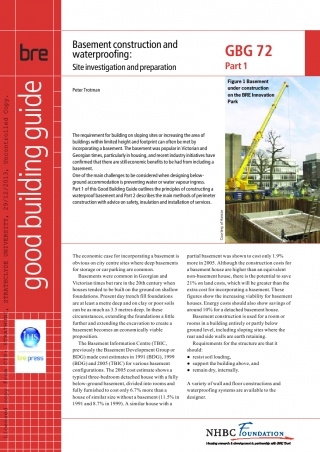 bre
Basement construction and
waterproofing:
Site investigation and preparation
Peter Trotman
GBG 72
Part 1
Figure 1 Basement
under construction
on the BRE Innovation
Park
Courtesy of Hanson
good building guide
STRATHCLYDE UNIVERSITY, 29/11/2013, Uncontrolled Copy.
The requirement for building on sloping sites or increasing the area of
buildings within limited height and footprint can often be met by
incorporating a basement. The basement was popular in Victorian and
Georgian times, particularly in housing, and recent industry initiatives have
confirmed that there are still economic benefits to be had from including a
basement.
One of the main challenges to be considered when designing below-
ground accommodation is preventing water or water vapour ingress.
Part 1 of this Good Building Guide outlines the principles of constructing a
waterproof basement and Part 2 describes the main methods of perimeter
construction with advice on safety, insulation and installation of services.
The economic case for incorporating a basement is
obvious on city centre sites where deep basements
for storage or car parking are common.
Basements were common in Georgian and
Victorian times but rare in the 20th century when
houses tended to be built on the ground on shallow
foundations. Present day trench fill foundations
are at least a metre deep and on clay or poor soils
can be as much as 3.5 metres deep. In these
circumstances, extending the foundations a little
further and extending the excavation to create a
basement becomes an economically viable
proposition.
The Basement Information Centre (TBIC,
previously the Basement Development Group or
BDG) made cost estimates in 1991 (BDG), 1999
(BDG) and 2005 (TBIC) for various basement
configurations. The 2005 cost estimate shows a
typical three-bedroom detached house with a fully
below-ground basement, divided into rooms and
fully furnished to cost only 6.7% more than a
house of similar size without a basement (11.5% in
1991 and 8.7% in 1999). A similar house with a
partial basement was shown to cost only 1.9%
more in 2005. Although the construction costs for
a basement house are higher than an equivalent
non-basement house, there is the potential to save
21% on land costs, which will be greater than the
extra cost for incorporating a basement. These
figures show the increasing viability for basement
houses. Energy costs should also show savings of
around 10% for a detached basement house.
Basement construction is used for a room or
rooms in a building entirely or partly below
ground level, including sloping sites where the
rear and side walls are earth retaining.
Requirements for the structure are that it
should:
● resist soil loading,
● support the building above, and
● remain dry, internally.
A variety of wall and floor constructions and
waterproofing systems are available to the
designer.
ihs
bre press
NHBC FOUNDATION
Housing research & development in partnership with BRE Trust